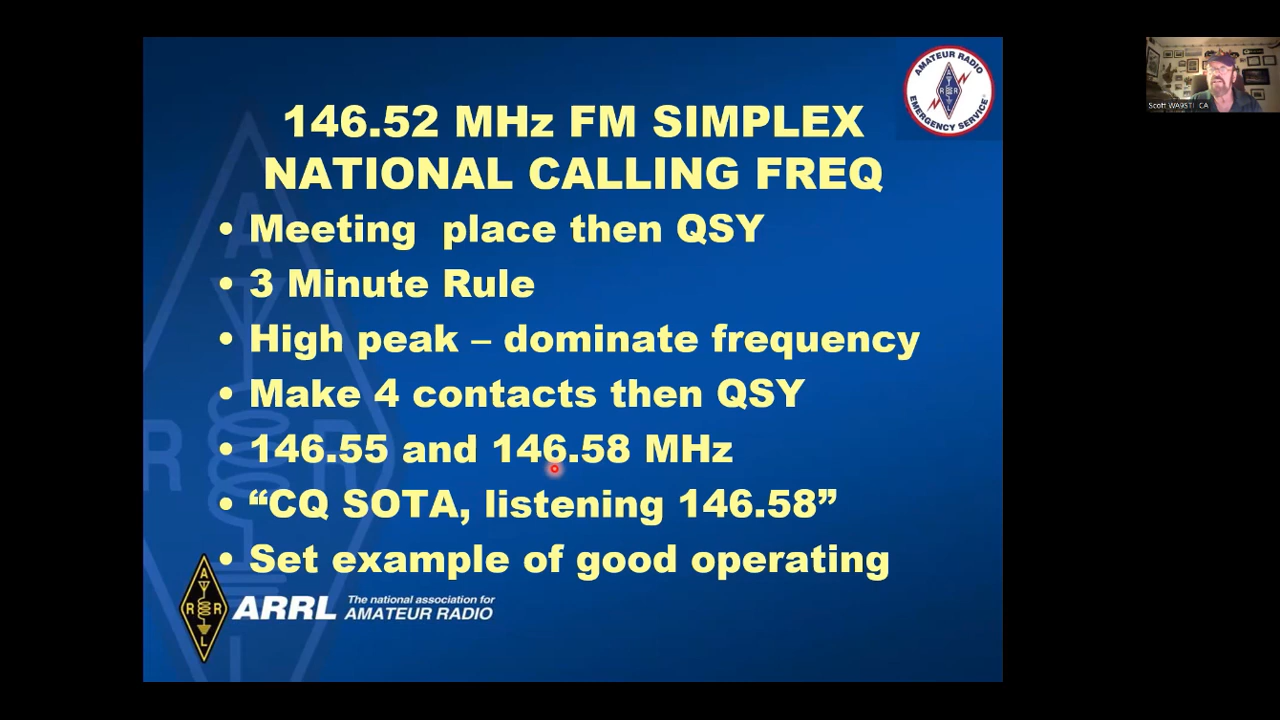 146.52 MHz FM SIMPLEX
NATIONAL CALLING FREQ
• Meeting place then QSY
• 3 Minute Rule
• High peak – dominate frequency
• Make 4 contacts then QSY
• 146.55 and 146.58 MHz
• “CQ SOTA, listening 146.58”
• Set example of good operating
ARRL The national association for
AMATEUR RADIO
A
R R
L
AMATEUR RADIO
A
R R
L
EMERGENCY SERVICE
A
R R
L